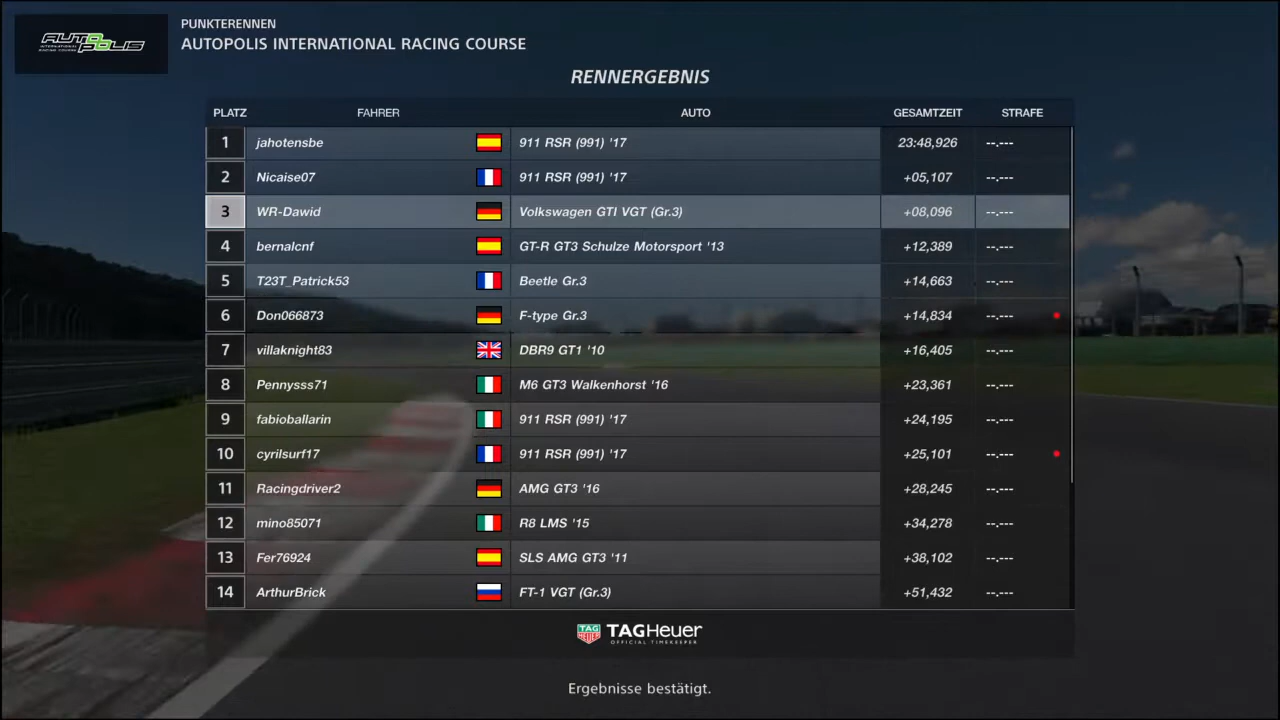 AUTOPOLIS
INTERNATIONAL RACING COURSE
PUNKTERENNEN
AUTOPOLIS INTERNATIONAL RACING COURSE
RENNERGEBNIS
PLATZ FAHRER AUTO GESAMTZEIT STRAFE
1 jahotensbe 911 RSR (991) '17 23:48,926 --.---
2 Nicaise07 911 RSR (991) '17 +05,107 --.---
3 WR-Dawid Volkswagen GTI VGT (Gr.3) +08,096 --.---
4 bernalcnf GT-R GT3 Schulze Motorsport '13 +12,389 --.---
5 T23T_Patrick53 Beetle Gr.3 +14,663 --.---
6 Don066873 F-type Gr.3 +14,834 --.---
7 villaknight83 DBR9 GT1 '10 +16,405 --.---
8 Pennysss71 M6 GT3 Walkenhorst '16 +23,361 --.---
9 fabioballarin 911 RSR (991) '17 +24,195 --.---
10 cyrilsurf17 911 RSR (991) '17 +25,101 --.---
11 Racingdriver2 AMG GT3 '16 +28,245 --.---
12 mino85071 R8 LMS '15 +34,278 --.---
13 Fer76924 SLS AMG GT3 '11 +38,102 --.---
14 ArthurBrick FT-1 VGT (Gr.3) +51,432 --.---
TAG HEUER TAGHeuer
OFFICIAL TIMEKEEPER
Ergebnisse bestätigt.